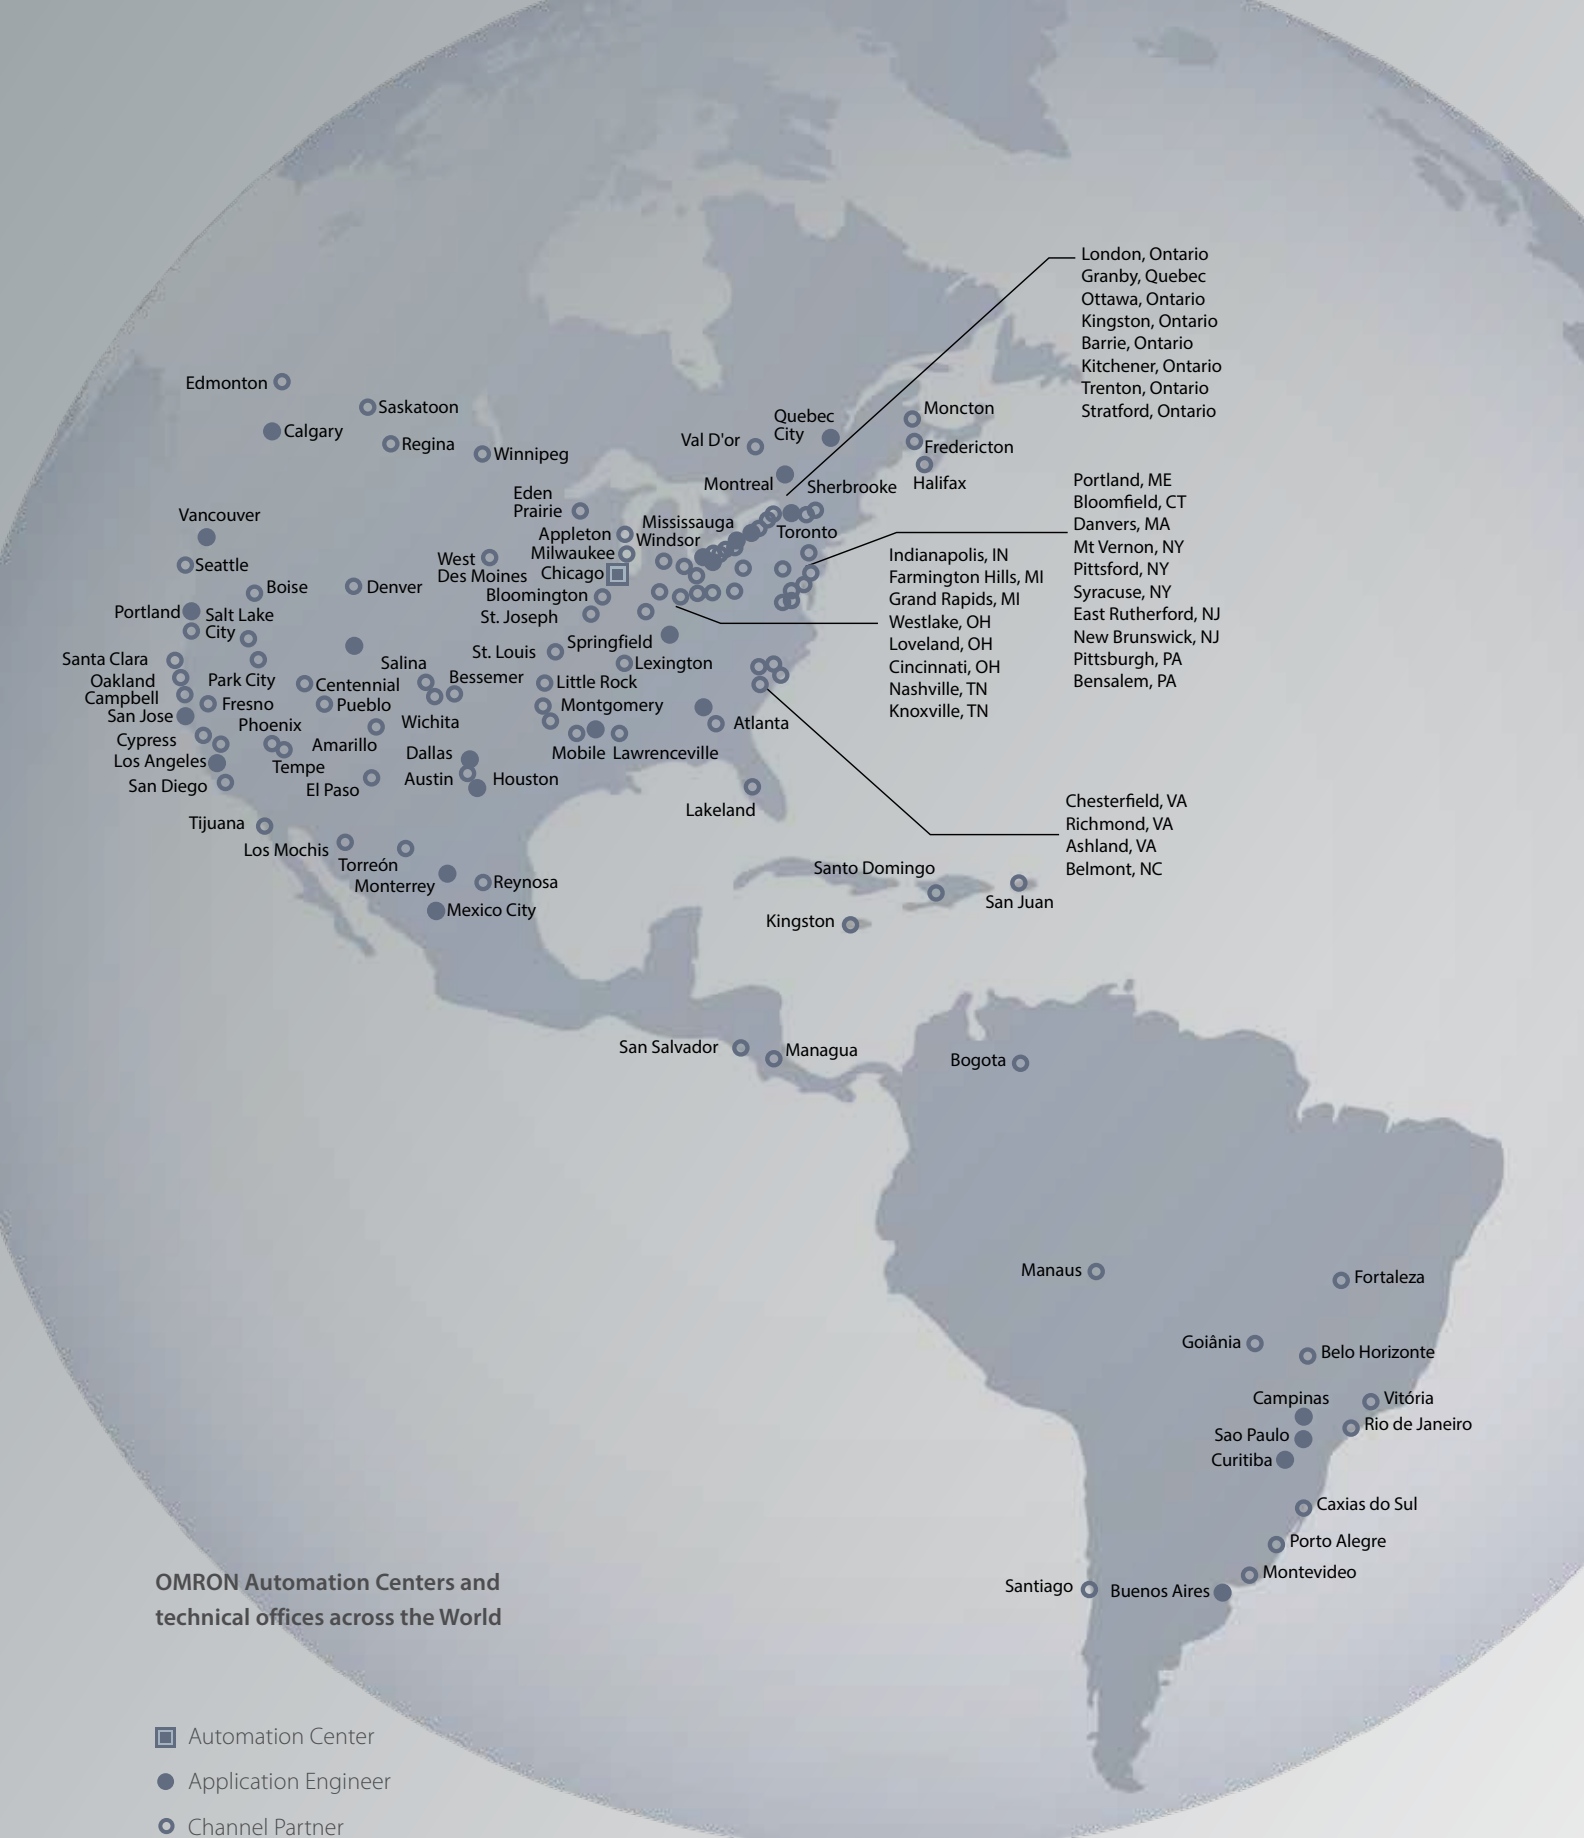 London, Ontario
Granby, Quebec
Ottawa, Ontario
Kingston, Ontario
Barrie, Ontario
Kitchener, Ontario
Trenton, Ontario
Stratford, Ontario
Edmonton
Saskatoon
Calgary
Regina
Winnipeg
Val D'or
Quebec
City
Moncton
Fredericton
Halifax
Montreal
Sherbrooke
Portland, ME
Bloomfield, CT
Danvers, MA
Mt Vernon, NY
Pittsford, NY
Syracuse, NY
East Rutherford, NJ
New Brunswick, NJ
Pittsburgh, PA
Bensalem, PA
Eden
Prairie
Vancouver
Appleton
Mississauga
Toronto
Milwaukee
Windsor
West
Des Moines
Chicago
Seattle
Boise
Denver
Bloomington
St. Joseph
Indianapolis, IN
Farmington Hills, MI
Grand Rapids, MI
Westlake, OH
Loveland, OH
Cincinnati, OH
Nashville, TN
Knoxville, TN
Portland
Salt Lake
City
Springfield
St. Louis
Lexington
Santa Clara
Oakland
Campbell
San Jose
Park City
Fresno
Salina
Centennial
Bessemer
Little Rock
Pueblo
Montgomery
Phoenix
Wichita
Atlanta
Cypress
Amarillo
Los Angeles
Tempe
Dallas
Mobile
Lawrenceville
San Diego
El Paso
Austin
Houston
Lakeland
Chesterfield, VA
Richmond, VA
Ashland, VA
Belmont, NC
Tijuana
Los Mochis
Torreón
Monterrey
Reynosa
Mexico City
Santo Domingo
San Juan
Kingston
San Salvador
Managua
Bogota
Manaus
Fortaleza
Goiânia
Belo Horizonte
Campinas
Vitória
Sao Paulo
Rio de Janeiro
Curitiba
Caxias do Sul
Porto Alegre
Montevideo
Santiago
Buenos Aires
OMRON Automation Centers and
technical offices across the World
Automation Center
Application Engineer
Channel Partner